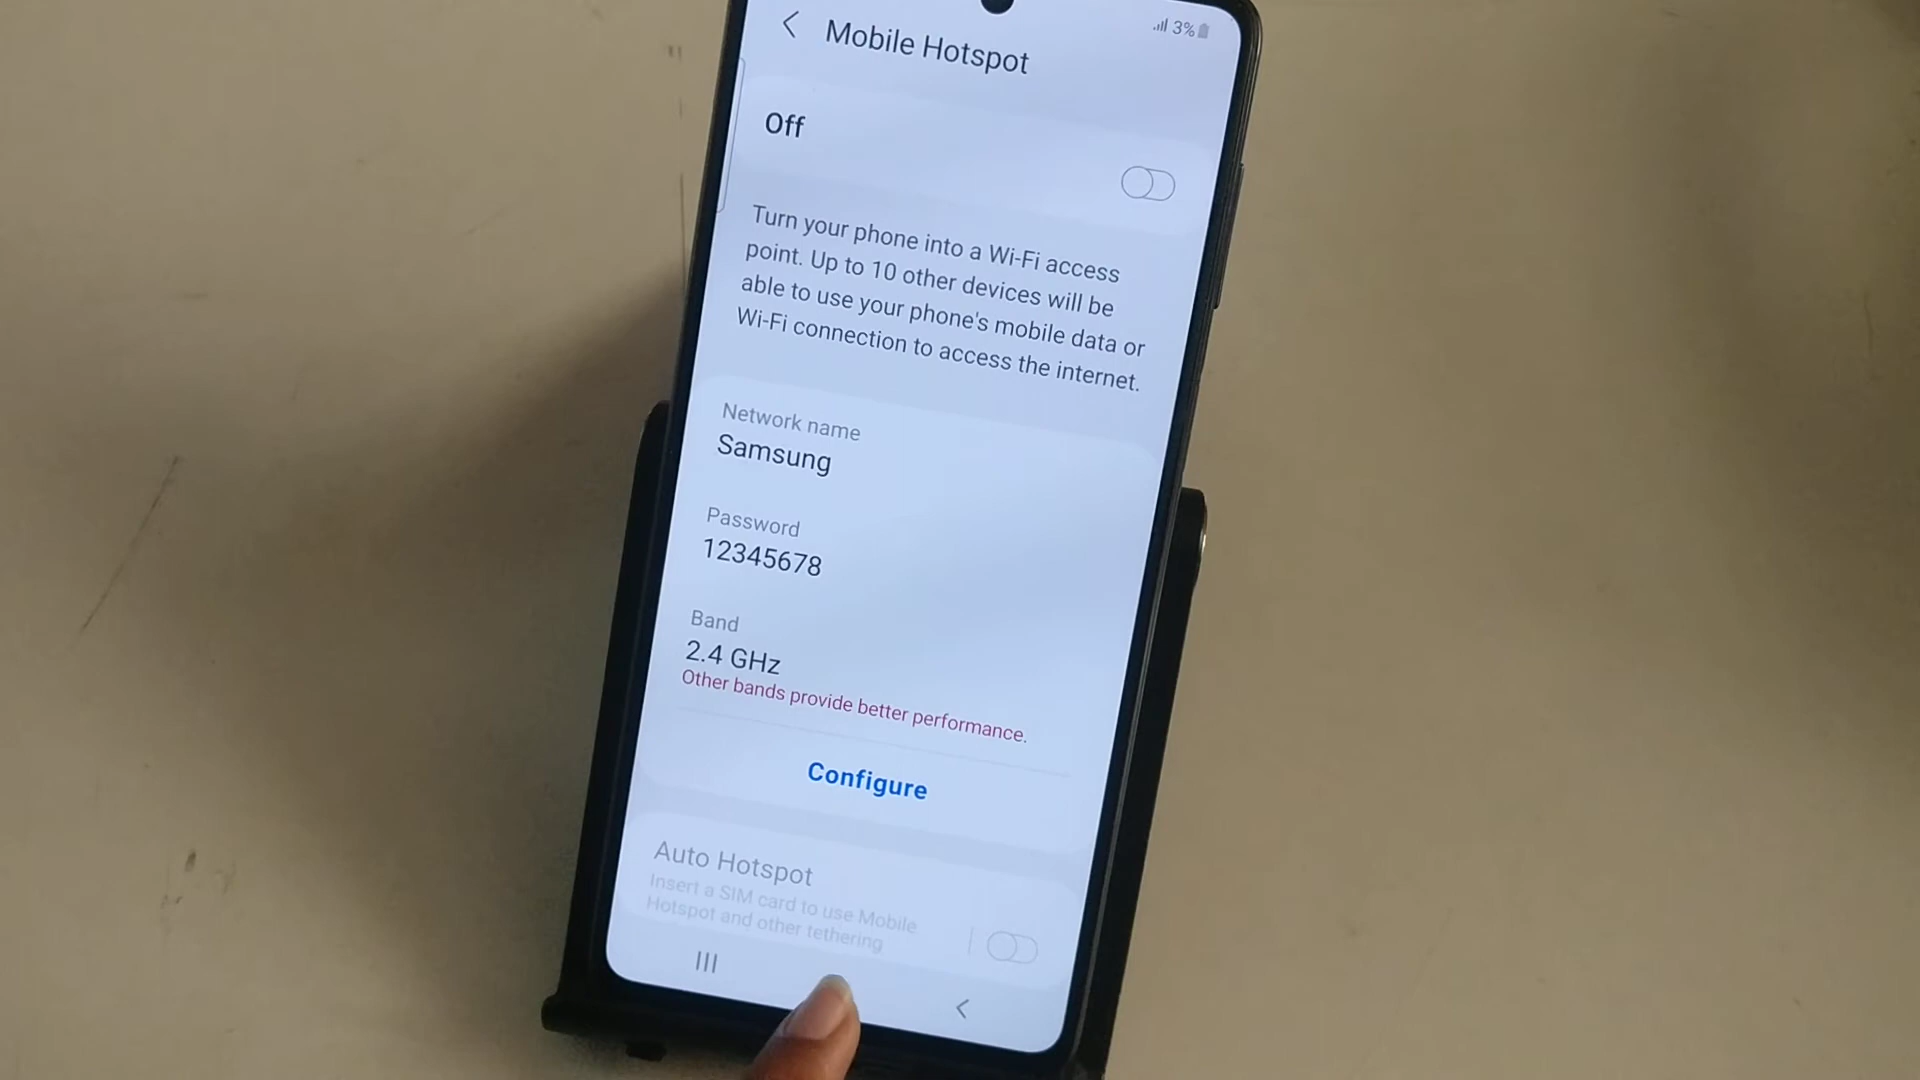 3%
Mobile Hotspot
Off
Turn your phone into a Wi-Fi access
point. Up to 10 other devices will be
able to use your phone's mobile data or
Wi-Fi connection to access the internet.
Network name
Samsung
Password
12345678
Band
2.4 GHz
Other bands provide better performance.
Configure
Auto Hotspot
Insert a SIM card to use Mobile
Hotspot and other tethering